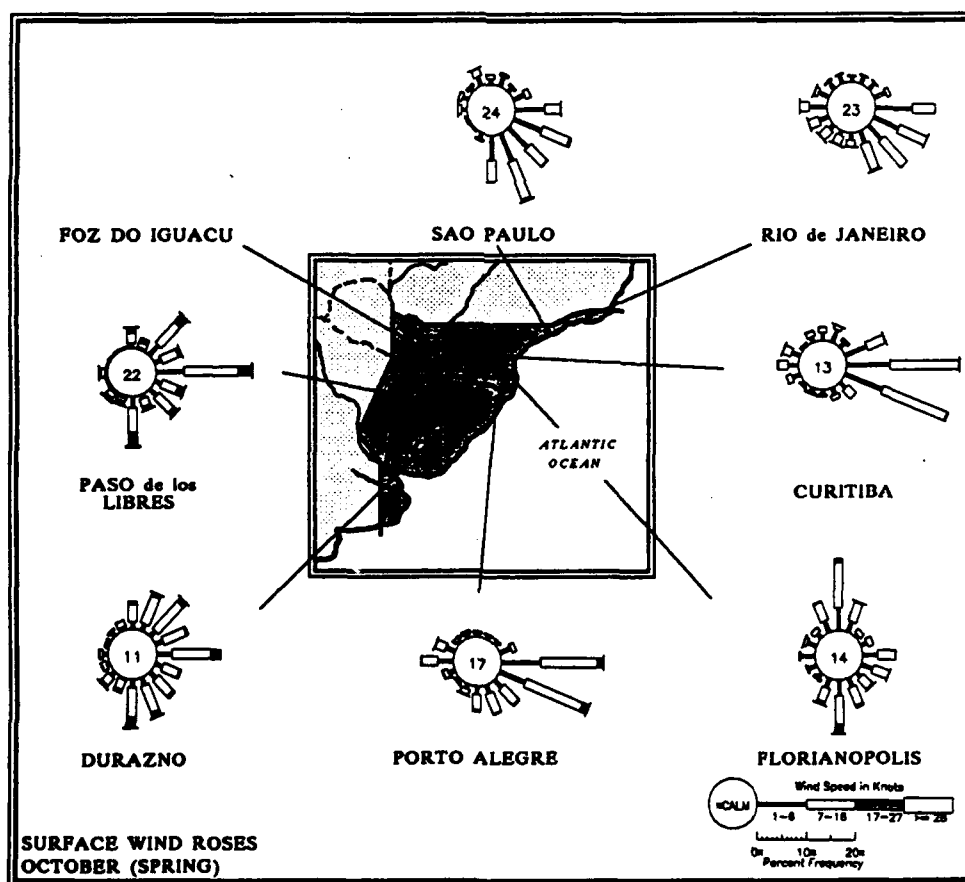 24
23
FOZ DO IGUACU
SAO PAULO
RIO de JANEIRO
22
13
ATLANTIC
OCEAN
PASO de los
LIBRES
CURITIBA
11
17
14
DURAZNO
PORTO ALEGRE
FLORIANOPOLIS
Wind Speed in Knots
=CALM
1-6 7-16 17-27 >= 28
0% 10% 20%
Percent Frequency
SURFACE WIND ROSES
OCTOBER (SPRING)